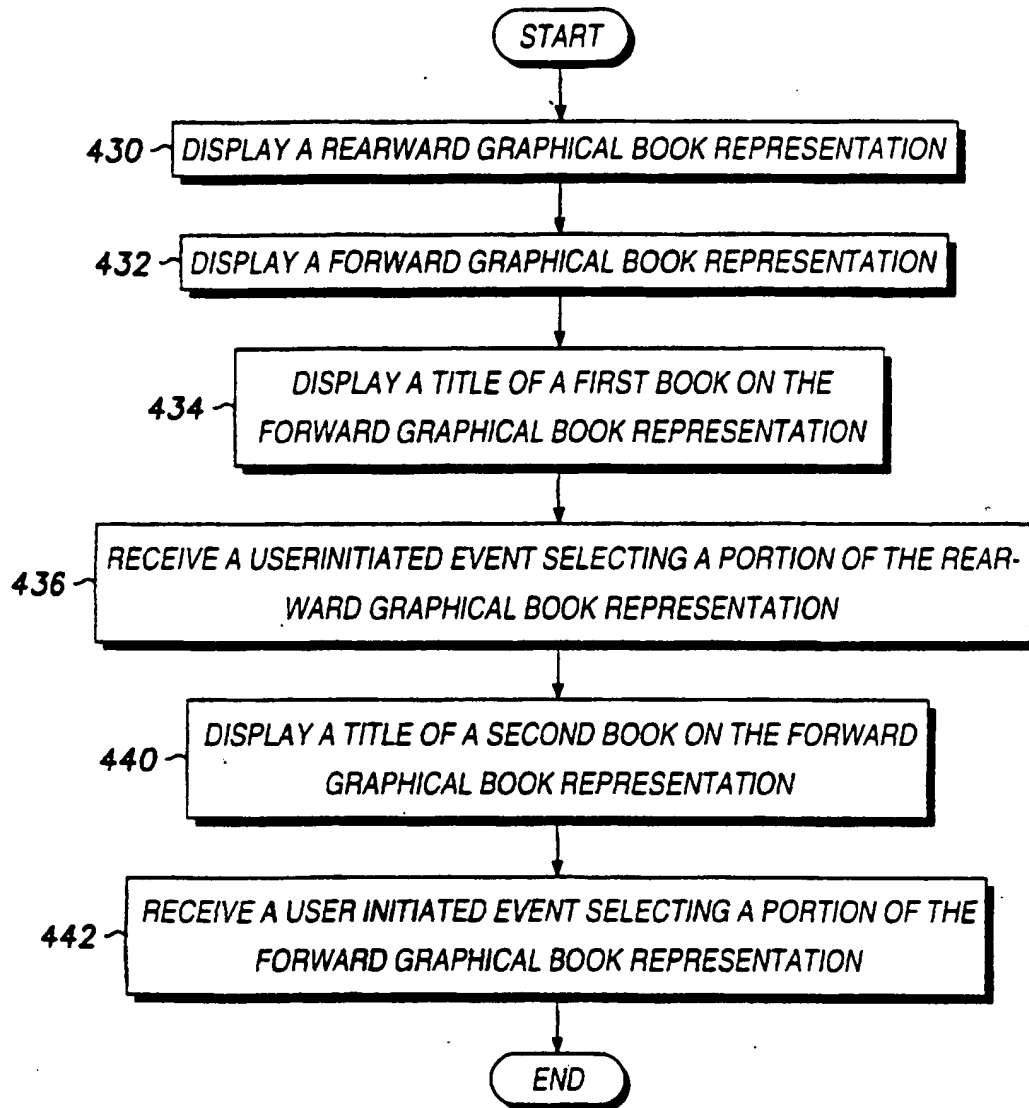 START
430 DISPLAY A REARWARD GRAPHICAL BOOK REPRESENTATION
432 DISPLAY A FORWARD GRAPHICAL BOOK REPRESENTATION
DISPLAY A TITLE OF A FIRST BOOK ON THE
434 FORWARD GRAPHICAL BOOK REPRESENTATION
RECEIVE A USERINITIATED EVENT SELECTING A PORTION OF THE REAR-
436 WARD GRAPHICAL BOOK REPRESENTATION
DISPLAY A TITLE OF A SECOND BOOK ON THE FORWARD
440 GRAPHICAL BOOK REPRESENTATION
RECEIVE A USER INITIATED EVENT SELECTING A PORTION OF THE
442 FORWARD GRAPHICAL BOOK REPRESENTATION
END